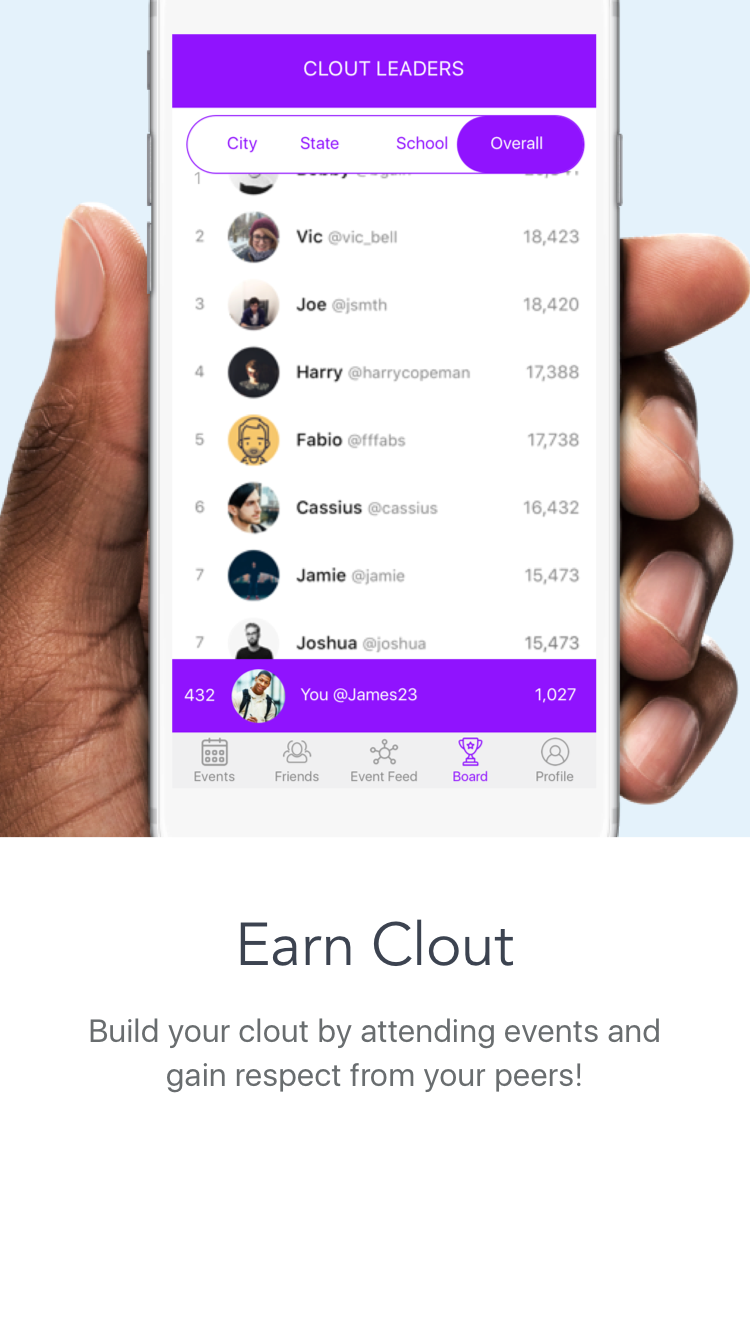 CLOUT LEADERS
City State School Overall
1
2 Vic @vic_bell 18,423
3 Joe @jsmth 18,420
4 Harry @harrycopeman 17,388
5 Fabio @fffabs 17,738
6 Cassius @cassius 16,432
7 Jamie @jamie 15,473
7 Joshua @joshua 15,473
432 You @James23 1,027
Events Friends Event Feed Board Profile
Earn Clout
Build your clout by attending events and
gain respect from your peers!